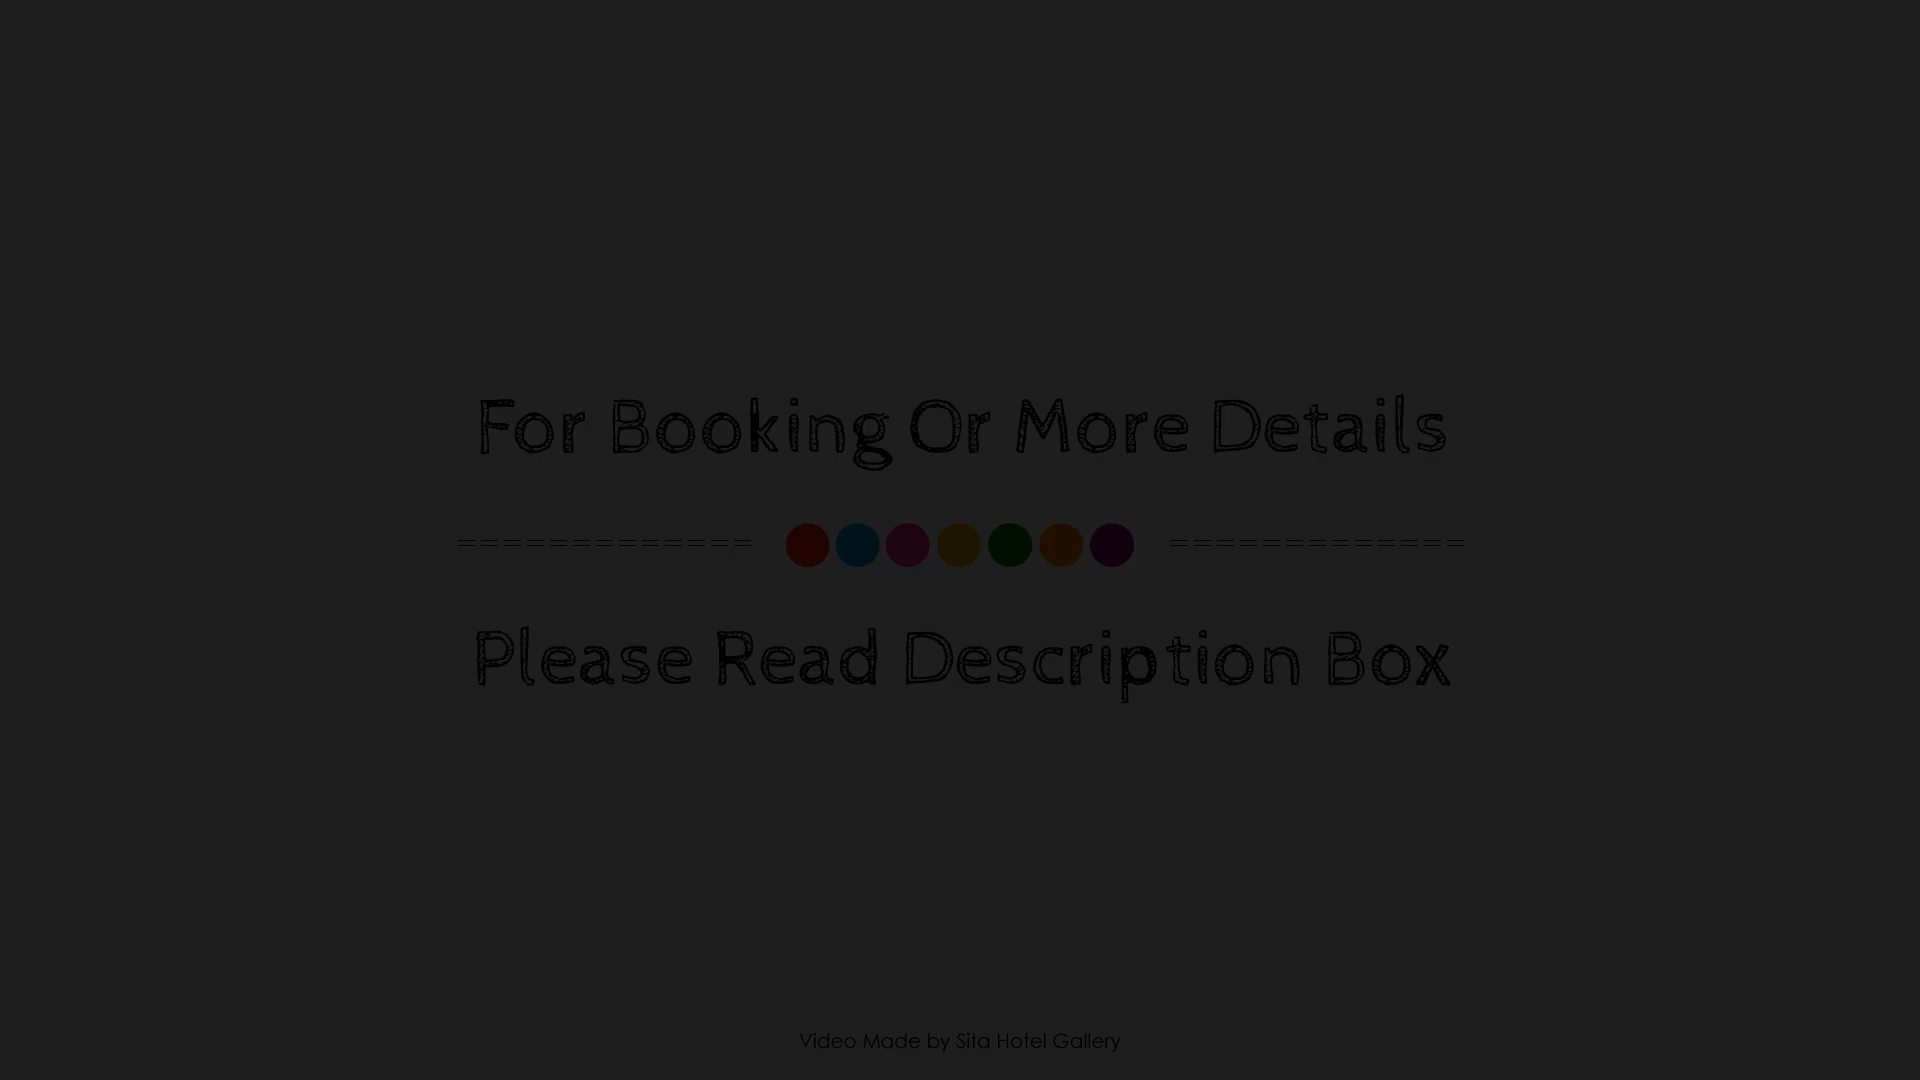 For Booking Or More Details
============= =============
Please Read Description Box
Video Made by Sita Hotel Gallery